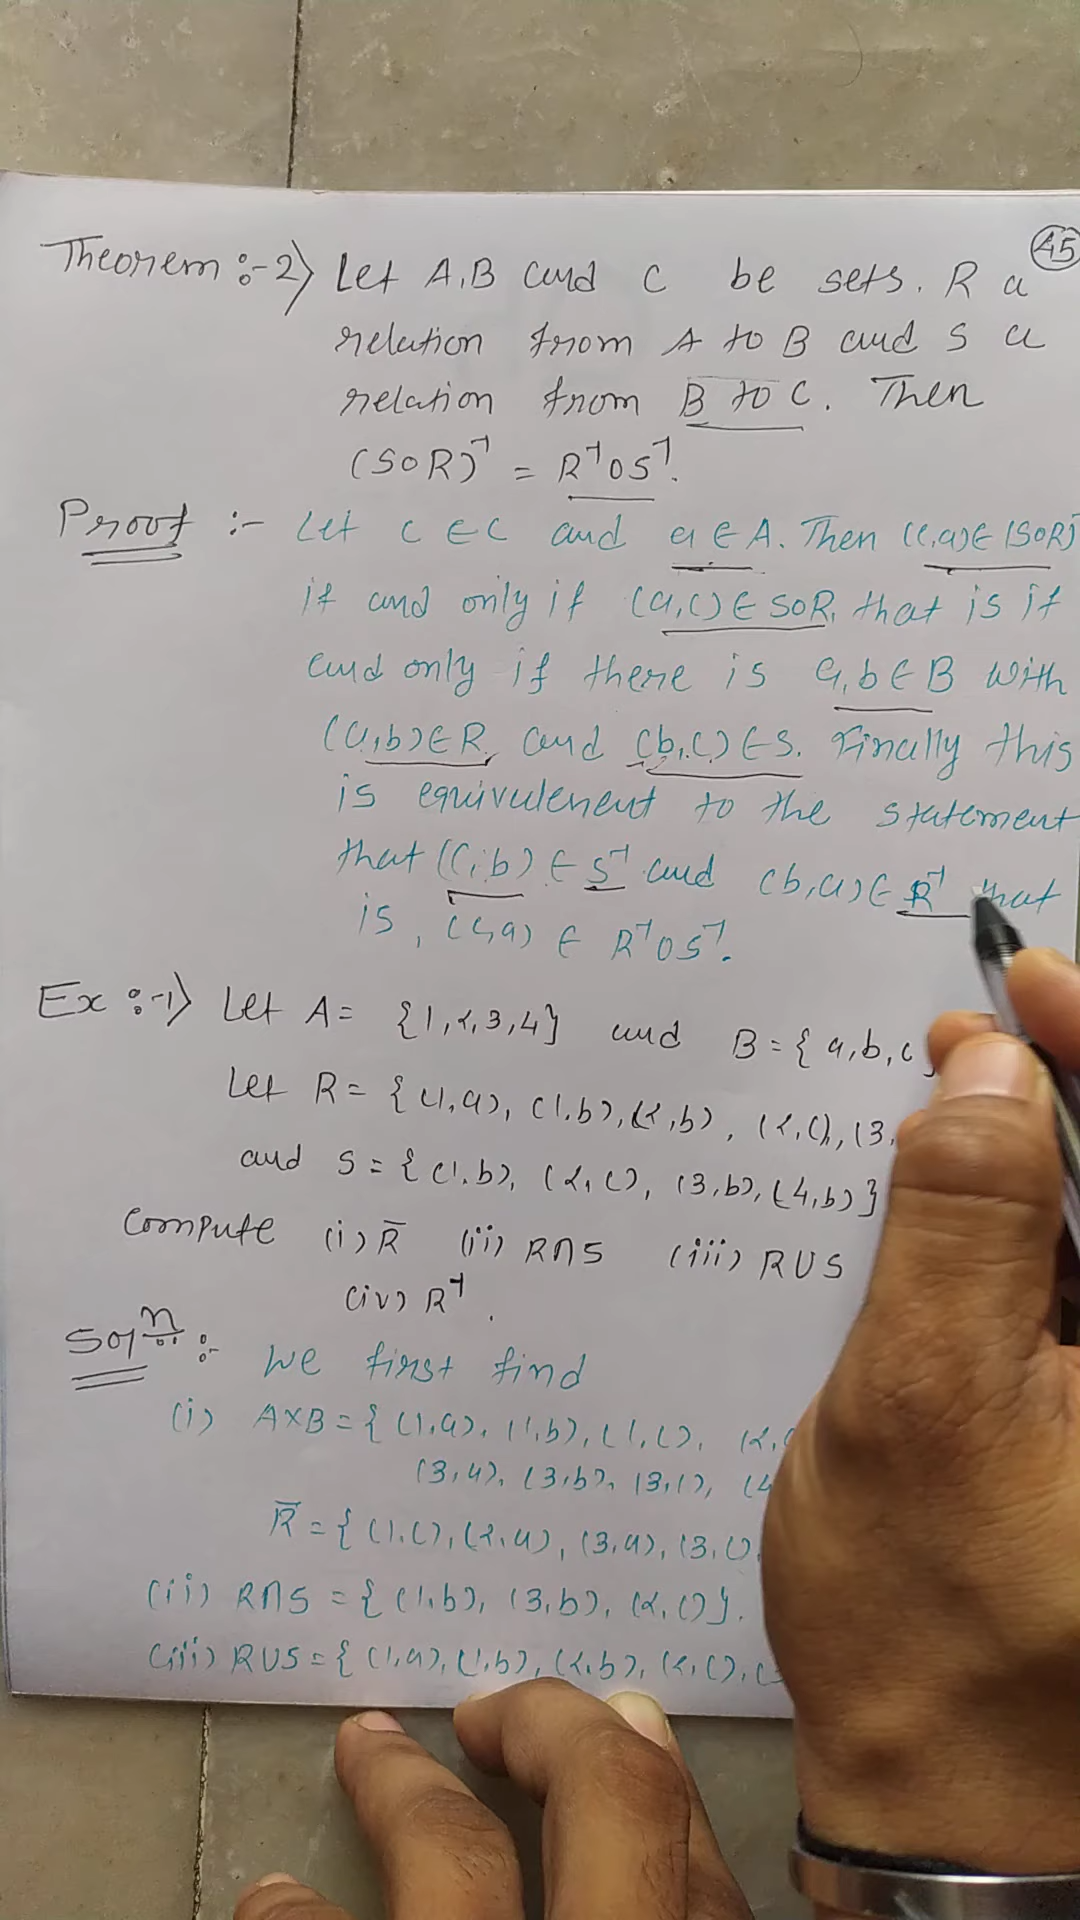 45
Theorem :-2) Let A,B and C be sets. R a
relation from A to B and S a
relation from B to C. Then
(SOR)⁻¹ = R⁻¹OS⁻¹.
Proof :- Let c ∈ C and a ∈ A. Then (c,a) ∈ (SOR)⁻¹
if and only if (a,c) ∈ SOR, that is if
and only if there is a, b ∈ B with
(a,b) ∈ R, and (b,c) ∈ S. Finally this
is equivulenent to the statement
that (c,b) ∈ S⁻¹ and (b,a) ∈ R⁻¹ that
is, (c,a) ∈ R⁻¹OS⁻¹.
Ex :-1) Let A = {1,2,3,4} and B = {a,b,c
Let R = {(1,a), (1,b), (2,b), (2,c), (3,
and S = {(1,b), (2,c), (3,b), (4,b)}
compute (i) R̅ (ii) R∩S (iii) R∪S
(iv) R⁻¹.
Solⁿ :- We first find
(i) A×B = {(1,a), (1,b), (1,c), (2,
(3,a), (3,b), (3,c), (4
R̅ = {(1,c), (2,a), (3,a), (3,c)
(ii) R∩S = {(1,b), (3,b), (2,c)}.
(iii) R∪S = {(1,a), (1,b), (2,b), (2,c), (